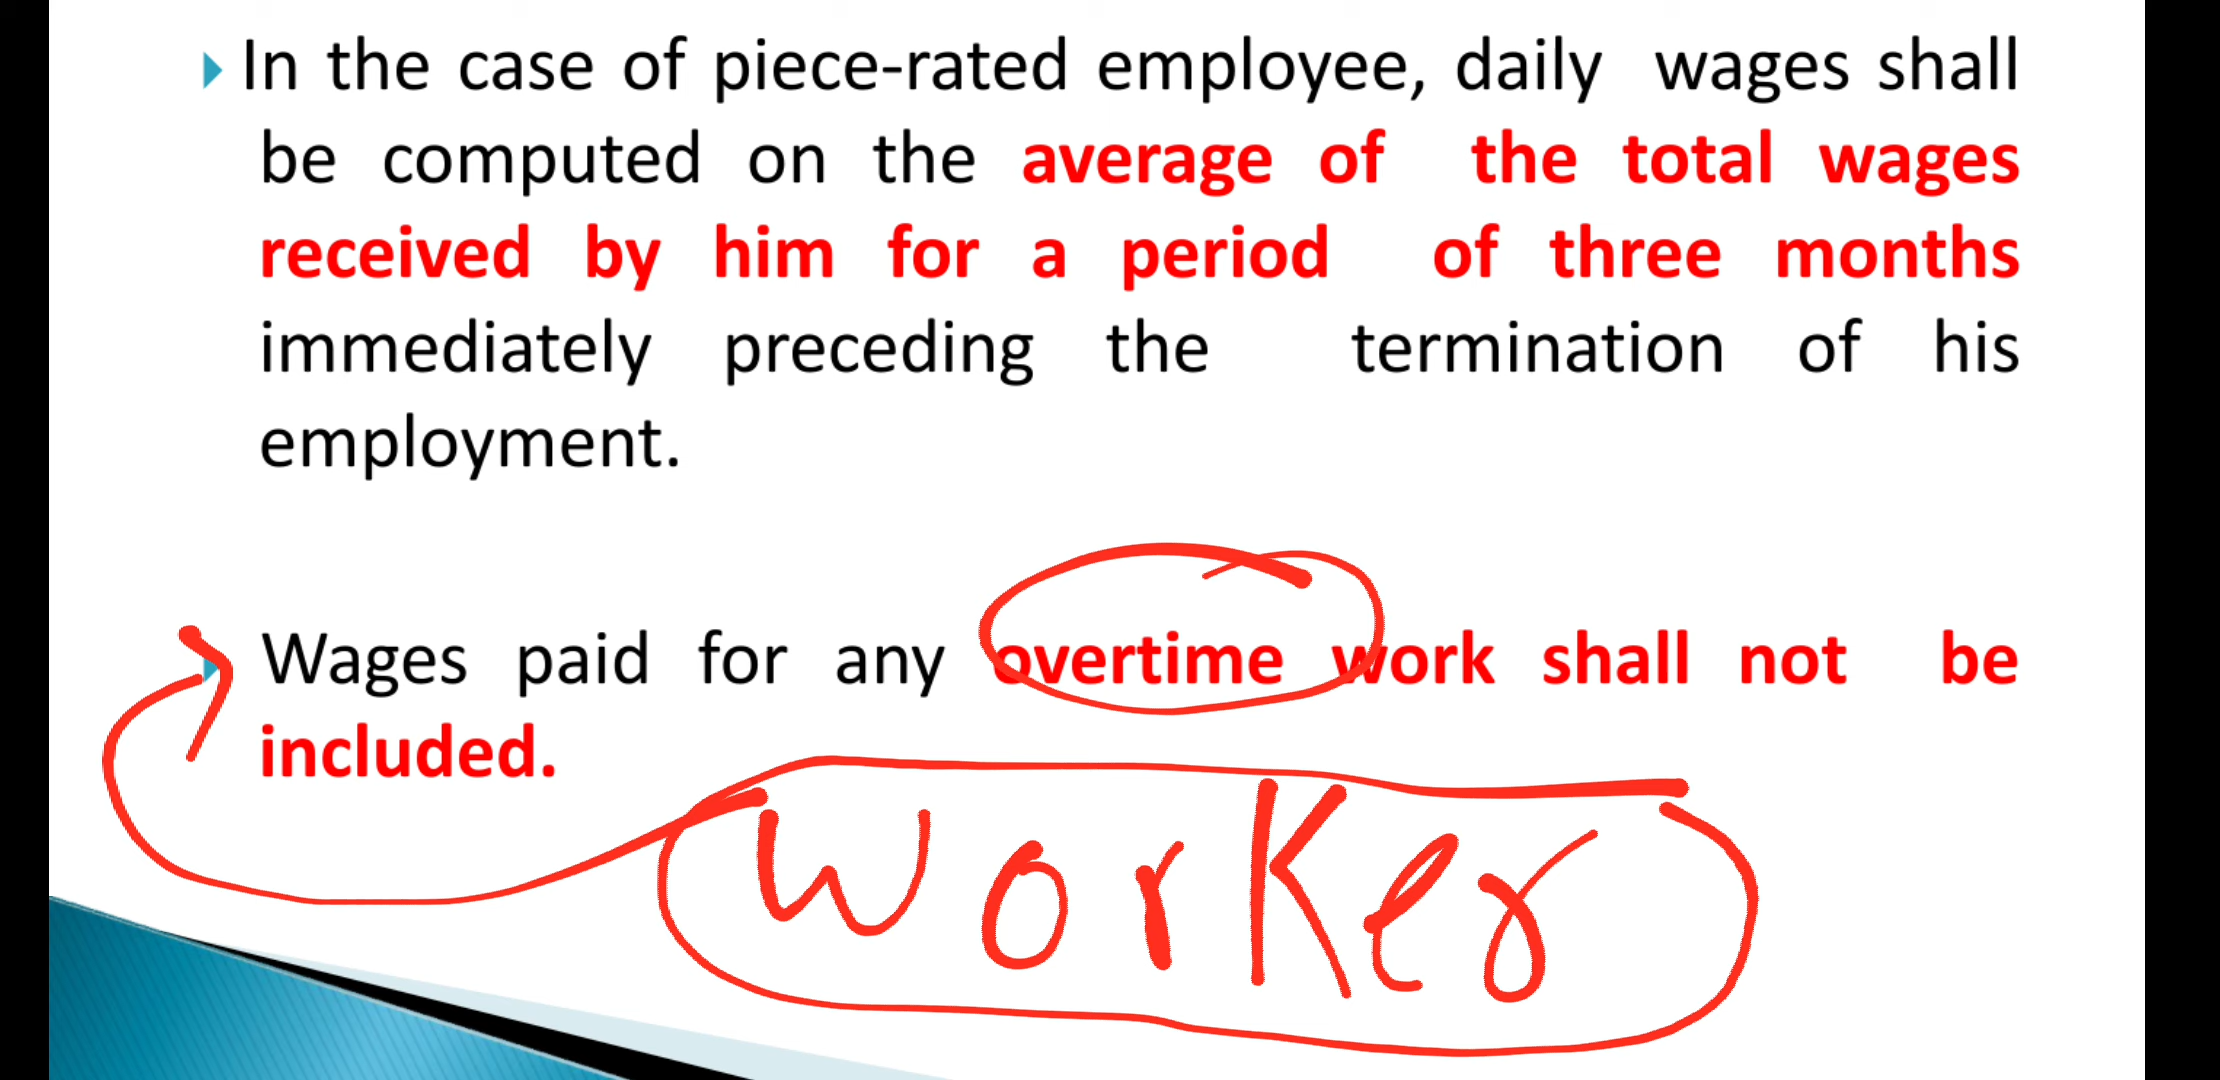 In the case of piece-rated employee, daily wages shall
be computed on the average of the total wages
received by him for a period of three months
immediately preceding the termination of his
employment.
Wages paid for any overtime work shall not be
included.
Worker